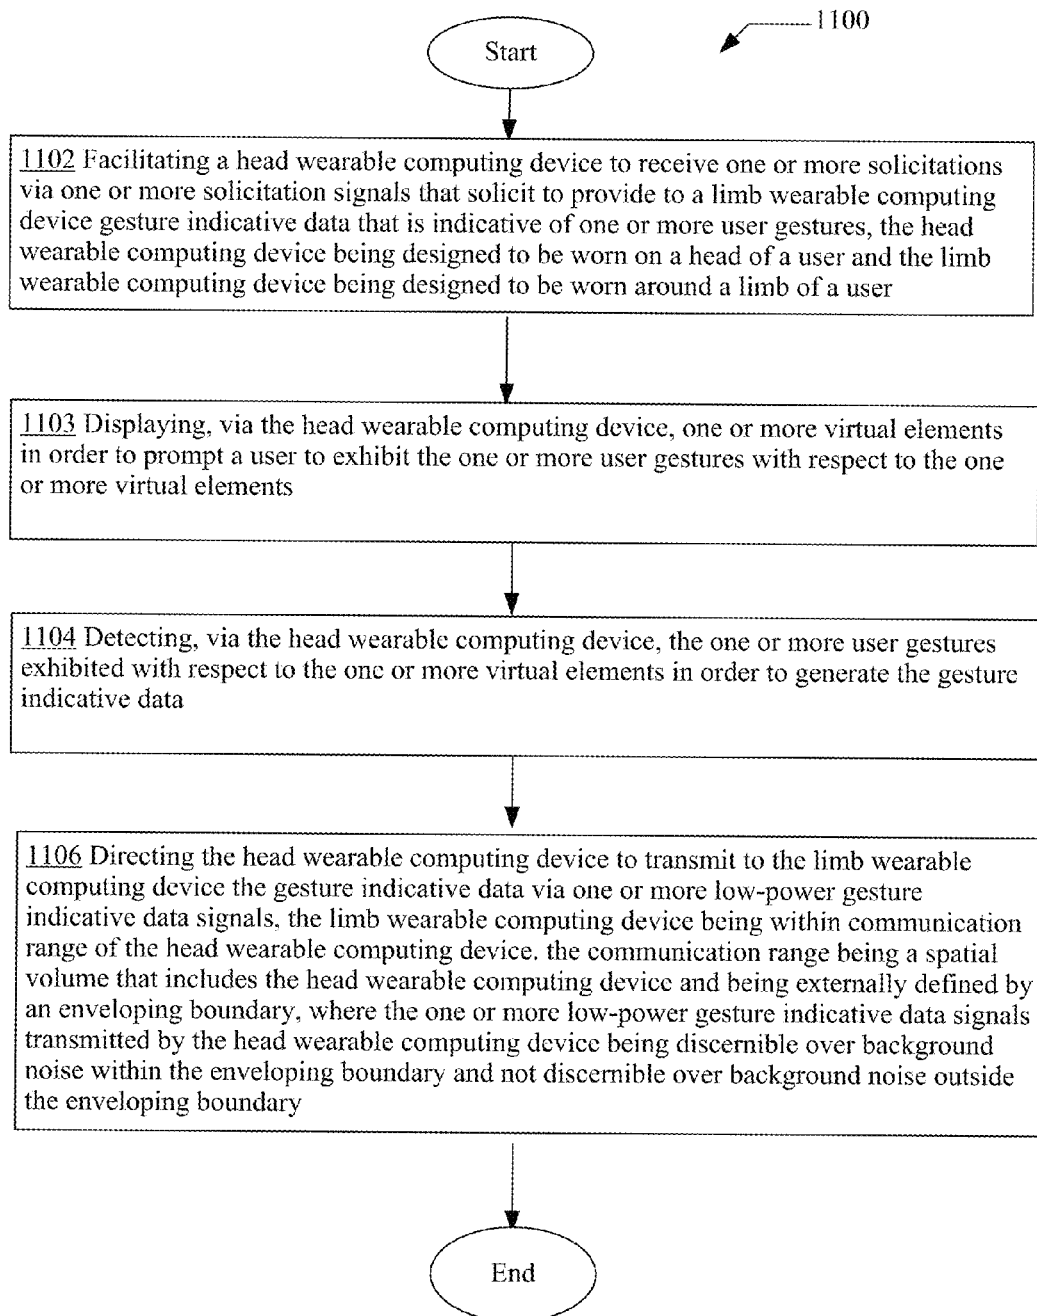 1100
Start
1102 Facilitating a head wearable computing device to receive one or more solicitations
via one or more solicitation signals that solicit to provide to a limb wearable computing
device gesture indicative data that is indicative of one or more user gestures, the head
wearable computing device being designed to be worn on a head of a user and the limb
wearable computing device being designed to be worn around a limb of a user
1103 Displaying, via the head wearable computing device, one or more virtual elements
in order to prompt a user to exhibit the one or more user gestures with respect to the one
or more virtual elements
1104 Detecting, via the head wearable computing device, the one or more user gestures
exhibited with respect to the one or more virtual elements in order to generate the gesture
indicative data
1106 Directing the head wearable computing device to transmit to the limb wearable
computing device the gesture indicative data via one or more low-power gesture
indicative data signals, the limb wearable computing device being within communication
range of the head wearable computing device. the communication range being a spatial
volume that includes the head wearable computing device and being externally defined by
an enveloping boundary, where the one or more low-power gesture indicative data signals
transmitted by the head wearable computing device being discernible over background
noise within the enveloping boundary and not discernible over background noise outside
the enveloping boundary
End